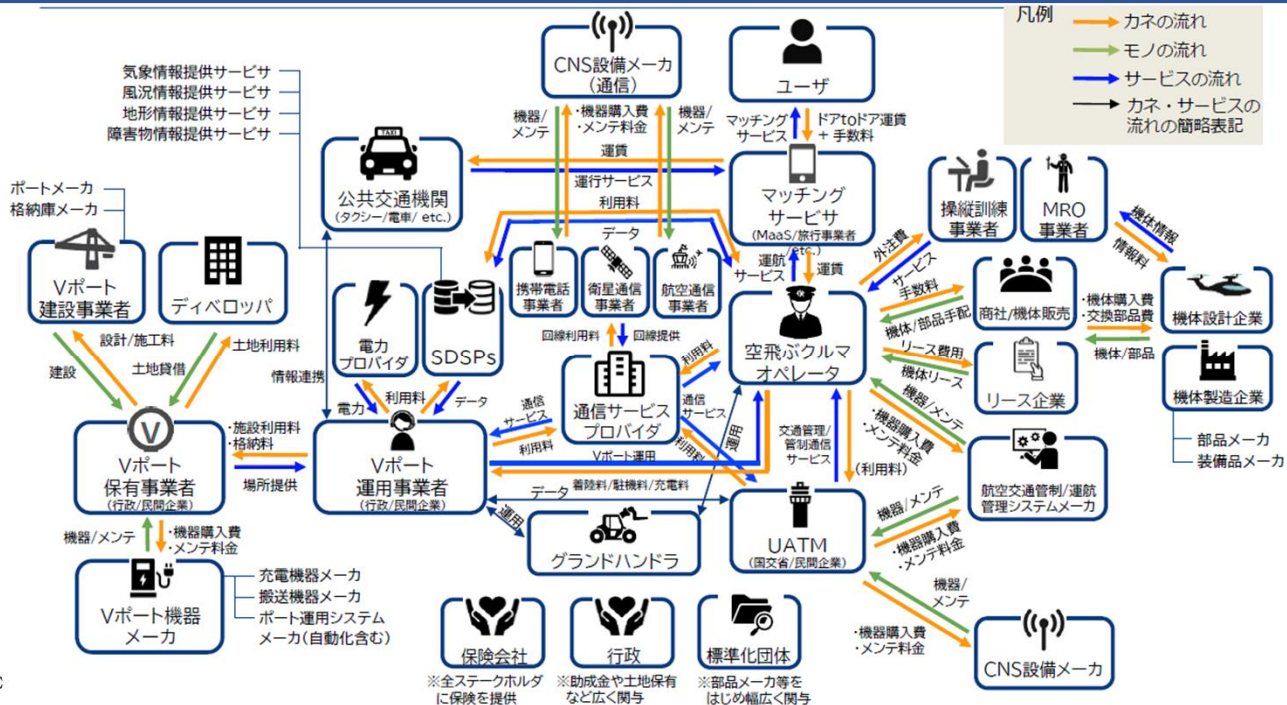 凡例
カネの流れ
モノの流れ
サービスの流れ
カネ・サービスの
流れの簡略表記
気象情報提供サービサ
風況情報提供サービサ
地形情報提供サービサ
障害物情報提供サービサ
CNS設備メーカ
(通信)
ユーザ
機器/
メンテ
・機器購入費
・メンテ料金
機器/
メンテ
マッチング
サービス
ドアtoドア運賃
+ 手数料
TAXI
公共交通機関
(タクシー/電車/ etc.)
運賃
運行サービス
利用料
データ
マッチング
サービサ
(MaaS/旅行事業者
/etc.)
操縦訓練
事業者
MRO
事業者
機体情報
情報料
ポートメーカ
格納庫メーカ
Vポート
建設事業者
ディベロッパ
電力
プロバイダ
SDSPs
携帯電話
事業者
衛星通信
事業者
航空通信
事業者
運航
サービス
運賃
外注費
サービス
手数料
商社/機体販売
機体/部品手配
・機体購入費
・交換部品費
機体/部品
機体設計企業
設計/施工料
建設
土地貸借
土地利用料
情報連携
回線利用料
回線提供
利用料
空飛ぶクルマ
オペレータ
リース費用
機体リース
リース企業
機体製造企業
部品メーカ
装備品メーカ
電力
利用料
データ
通信
サービス
利用料
通信サービス
プロバイダ
通信
サービス
利用料
運用
交通管理/
管制通信
サービス
(利用料)
機器/メンテ
・機器購入費
・メンテ料金
V
Vポート
保有事業者
(行政/民間企業)
・施設利用料
・格納料
場所提供
Vポート
運用事業者
(行政/民間企業)
Vポート運用
着陸料/駐機料/充電料
データ
運用
グランドハンドラ
UATM
(国交省/民間企業)
機器/メンテ
・機器購入費
・メンテ料金
航空交通管制/運航
管理システムメーカ
機器/メンテ
・機器購入費
・メンテ料金
Vポート機器
メーカ
充電機器メーカ
搬送機器メーカ
ポート運用システム
メーカ(自動化含む)
保険会社
※全ステークホルダ
に保険を提供
行政
※助成金や土地保有
など広く関与
標準化団体
※部品メーカ等を
はじめ幅広く関与
機器/
メンテ
・機器購入費
・メンテ料金
CNS設備メーカ